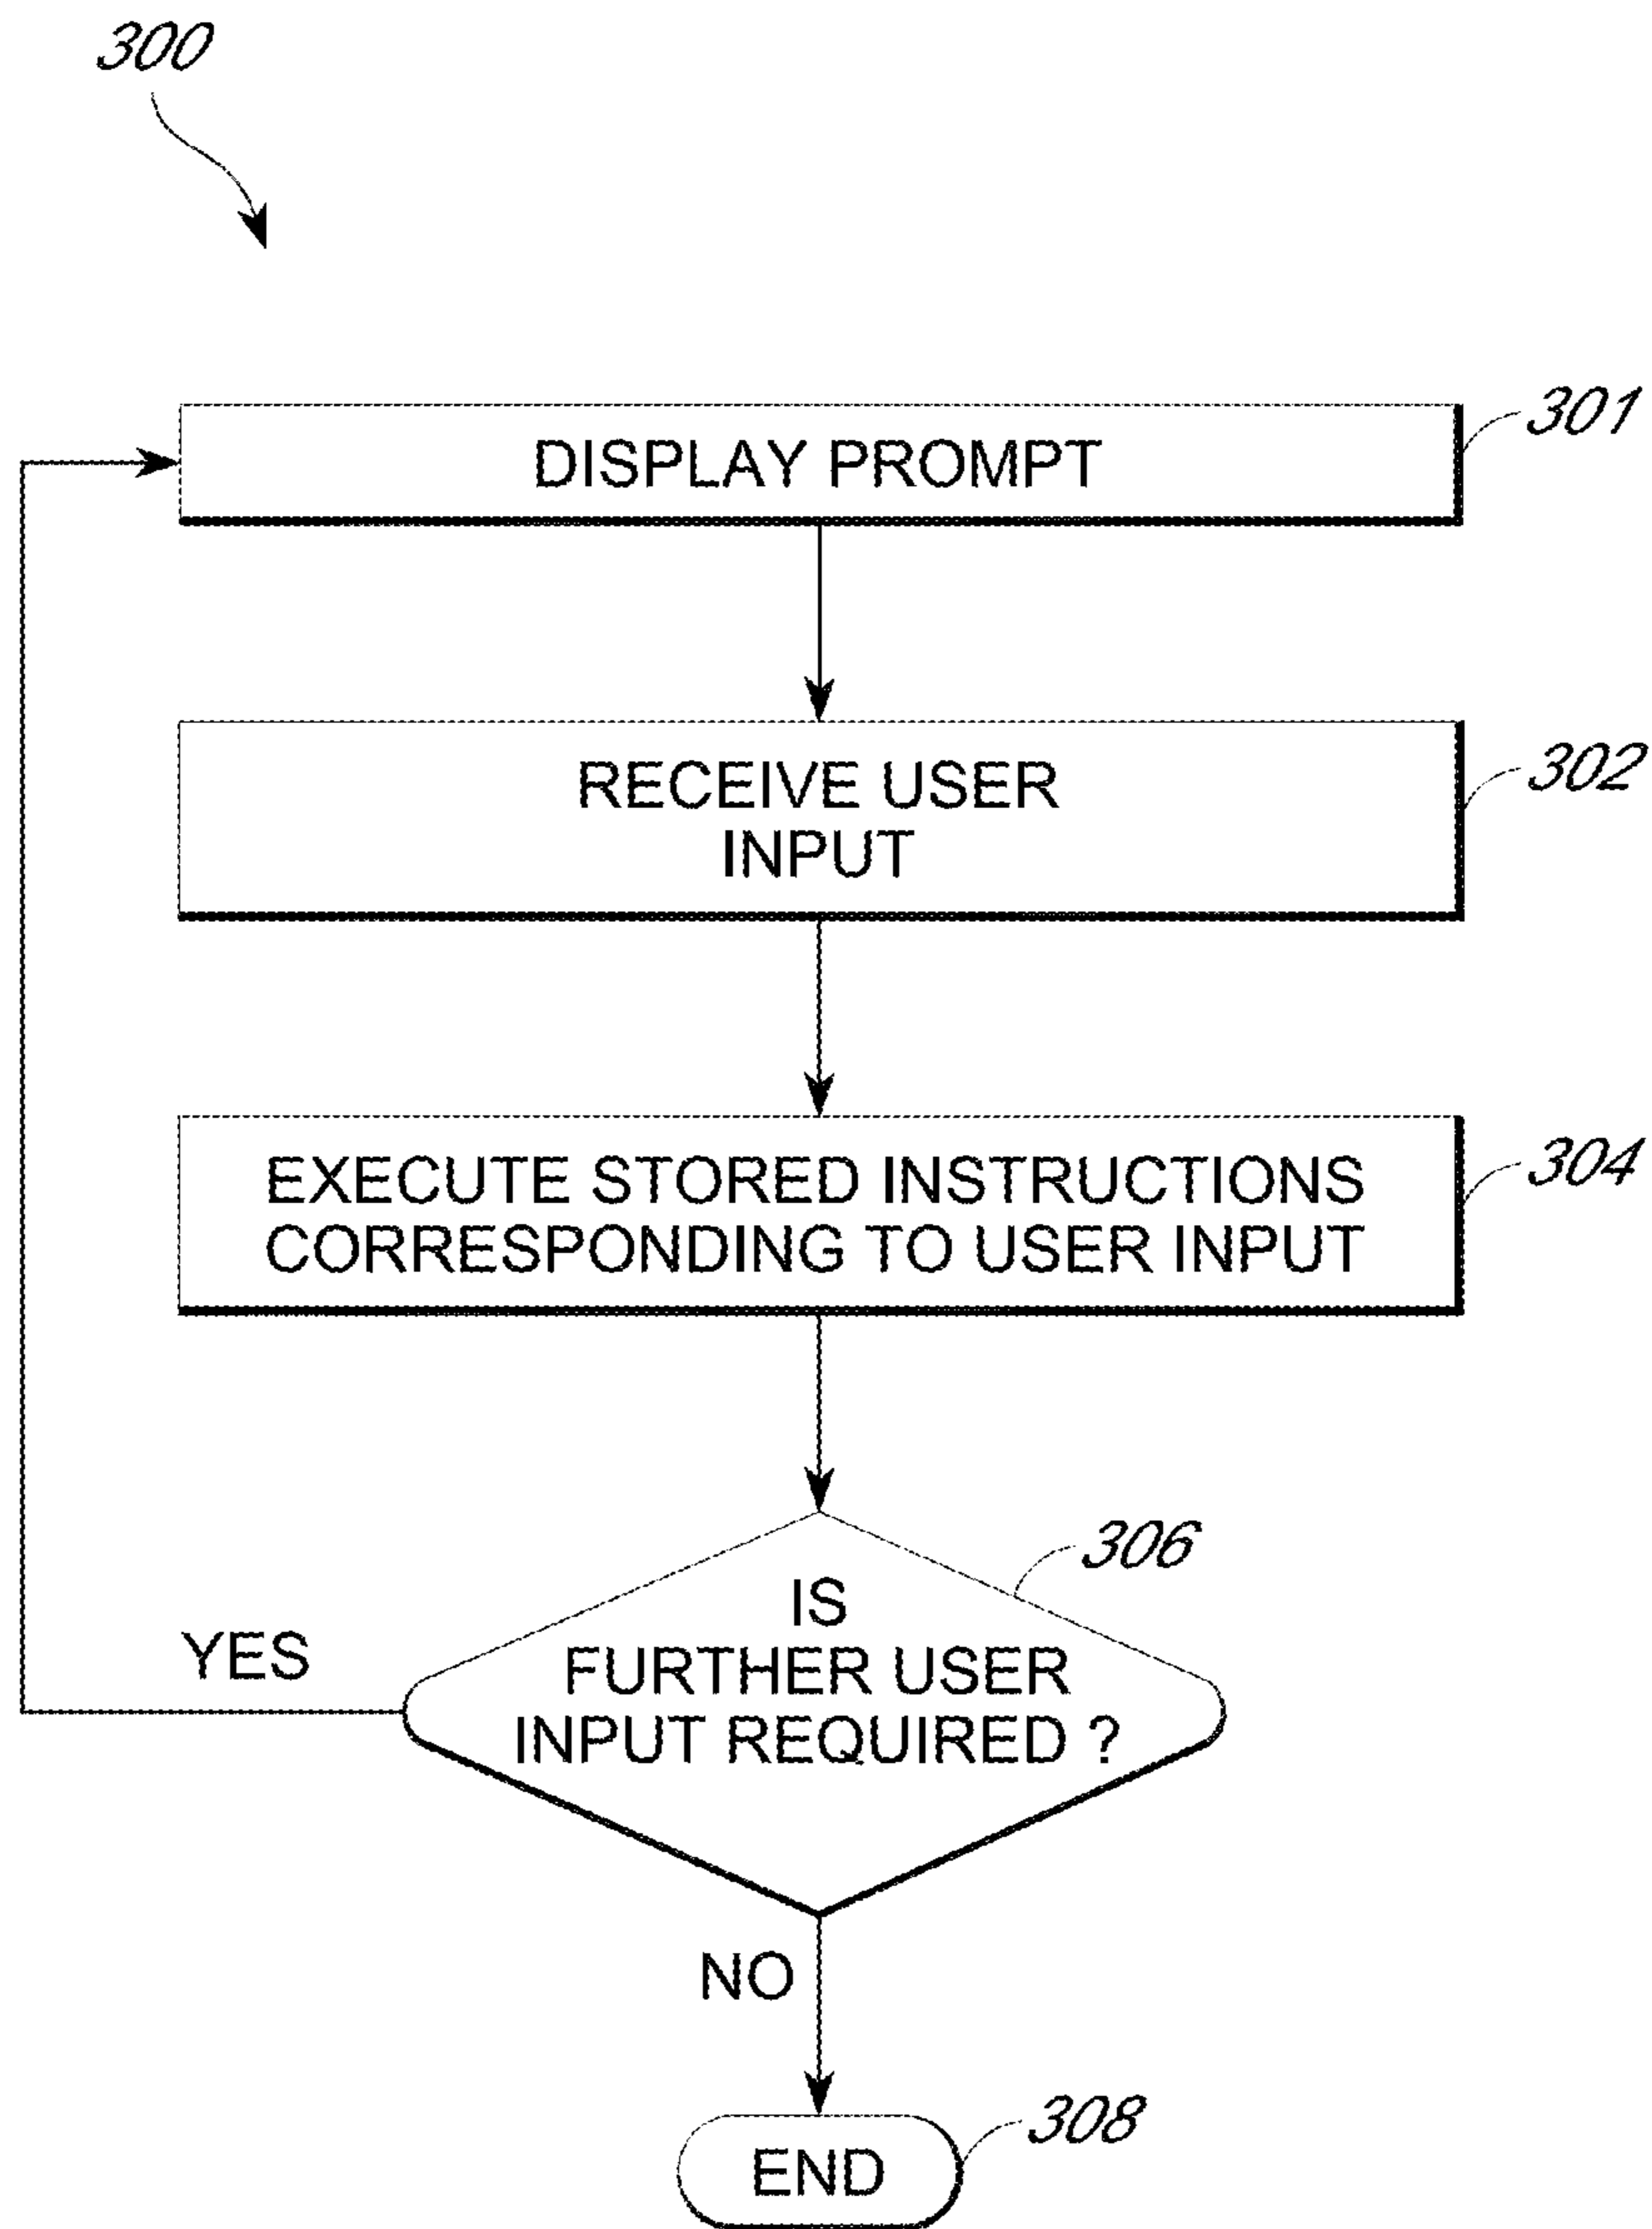 300
DISPLAY PROMPT
301
RECEIVE USER
INPUT
302
EXECUTE STORED INSTRUCTIONS
CORRESPONDING TO USER INPUT
304
306
IS
FURTHER USER
INPUT REQUIRED ?
YES
NO
END
308